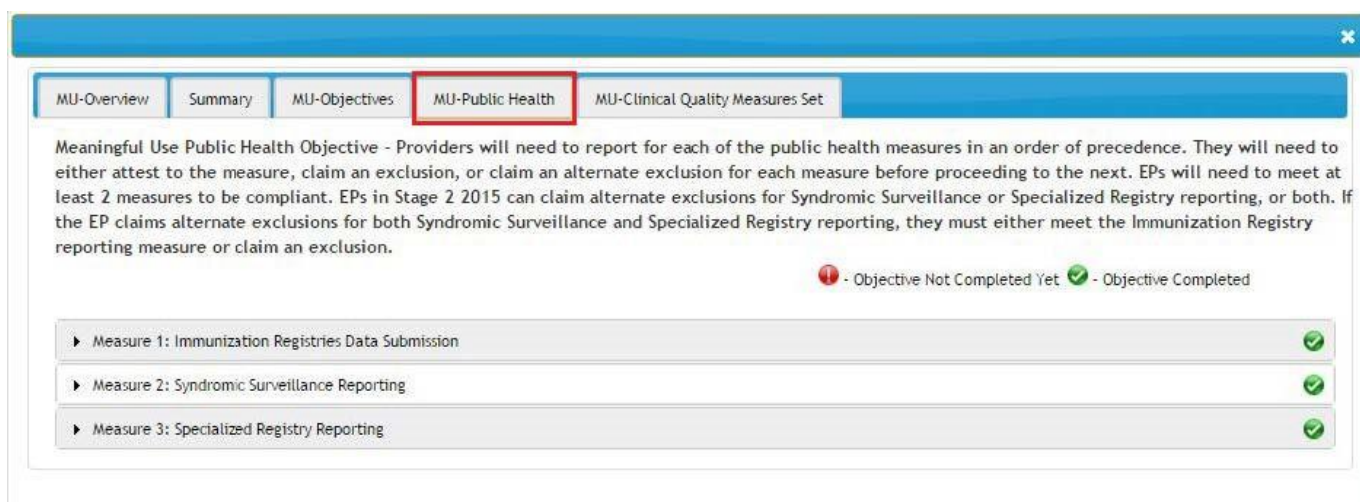 MU-Overview Summary MU-Objectives MU-Public Health MU-Clinical Quality Measures Set
Meaningful Use Public Health Objective - Providers will need to report for each of the public health measures in an order of precedence. They will need to
either attest to the measure, claim an exclusion, or claim an alternate exclusion for each measure before proceeding to the next. EPs will need to meet at
least 2 measures to be compliant. EPs in Stage 2 2015 can claim alternate exclusions for Syndromic Surveillance or Specialized Registry reporting, or both. If
the EP claims alternate exclusions for both Syndromic Surveillance and Specialized Registry reporting, they must either meet the Immunization Registry
reporting measure or claim an exclusion.
- Objective Not Completed Yet - Objective Completed
Measure 1: Immunization Registries Data Submission
Measure 2: Syndromic Surveillance Reporting
Measure 3: Specialized Registry Reporting